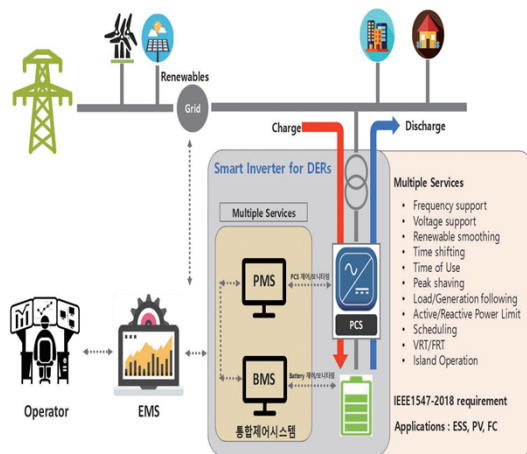 Renewables
Grid
Charge
Discharge
Smart Inverter for DERs
Multiple Services
PMS
PCS 제어/모니터링
PCS
BMS
Battery 제어/모니터링
통합제어시스템
Operator
EMS
Multiple Services
• Frequency support
• Voltage support
• Renewable smoothing
• Time shifting
• Time of Use
• Peak shaving
• Load/Generation following
• Active/Reactive Power Limit
• Scheduling
• VRT/FRT
• Island Operation
IEEE1547-2018 requirement
Applications : ESS, PV, FC